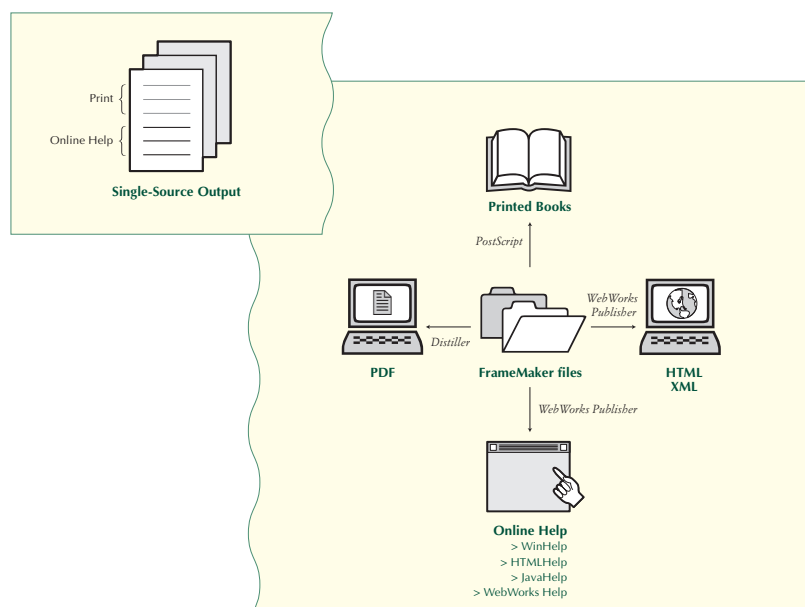 Print
Online Help
Single-Source Output
Printed Books
PostScript
WebWorks
Publisher
Distiller
PDF
FrameMaker files
HTML
XML
WebWorks Publisher
Online Help
> WinHelp
> HTMLHelp
> JavaHelp
> WebWorks Help